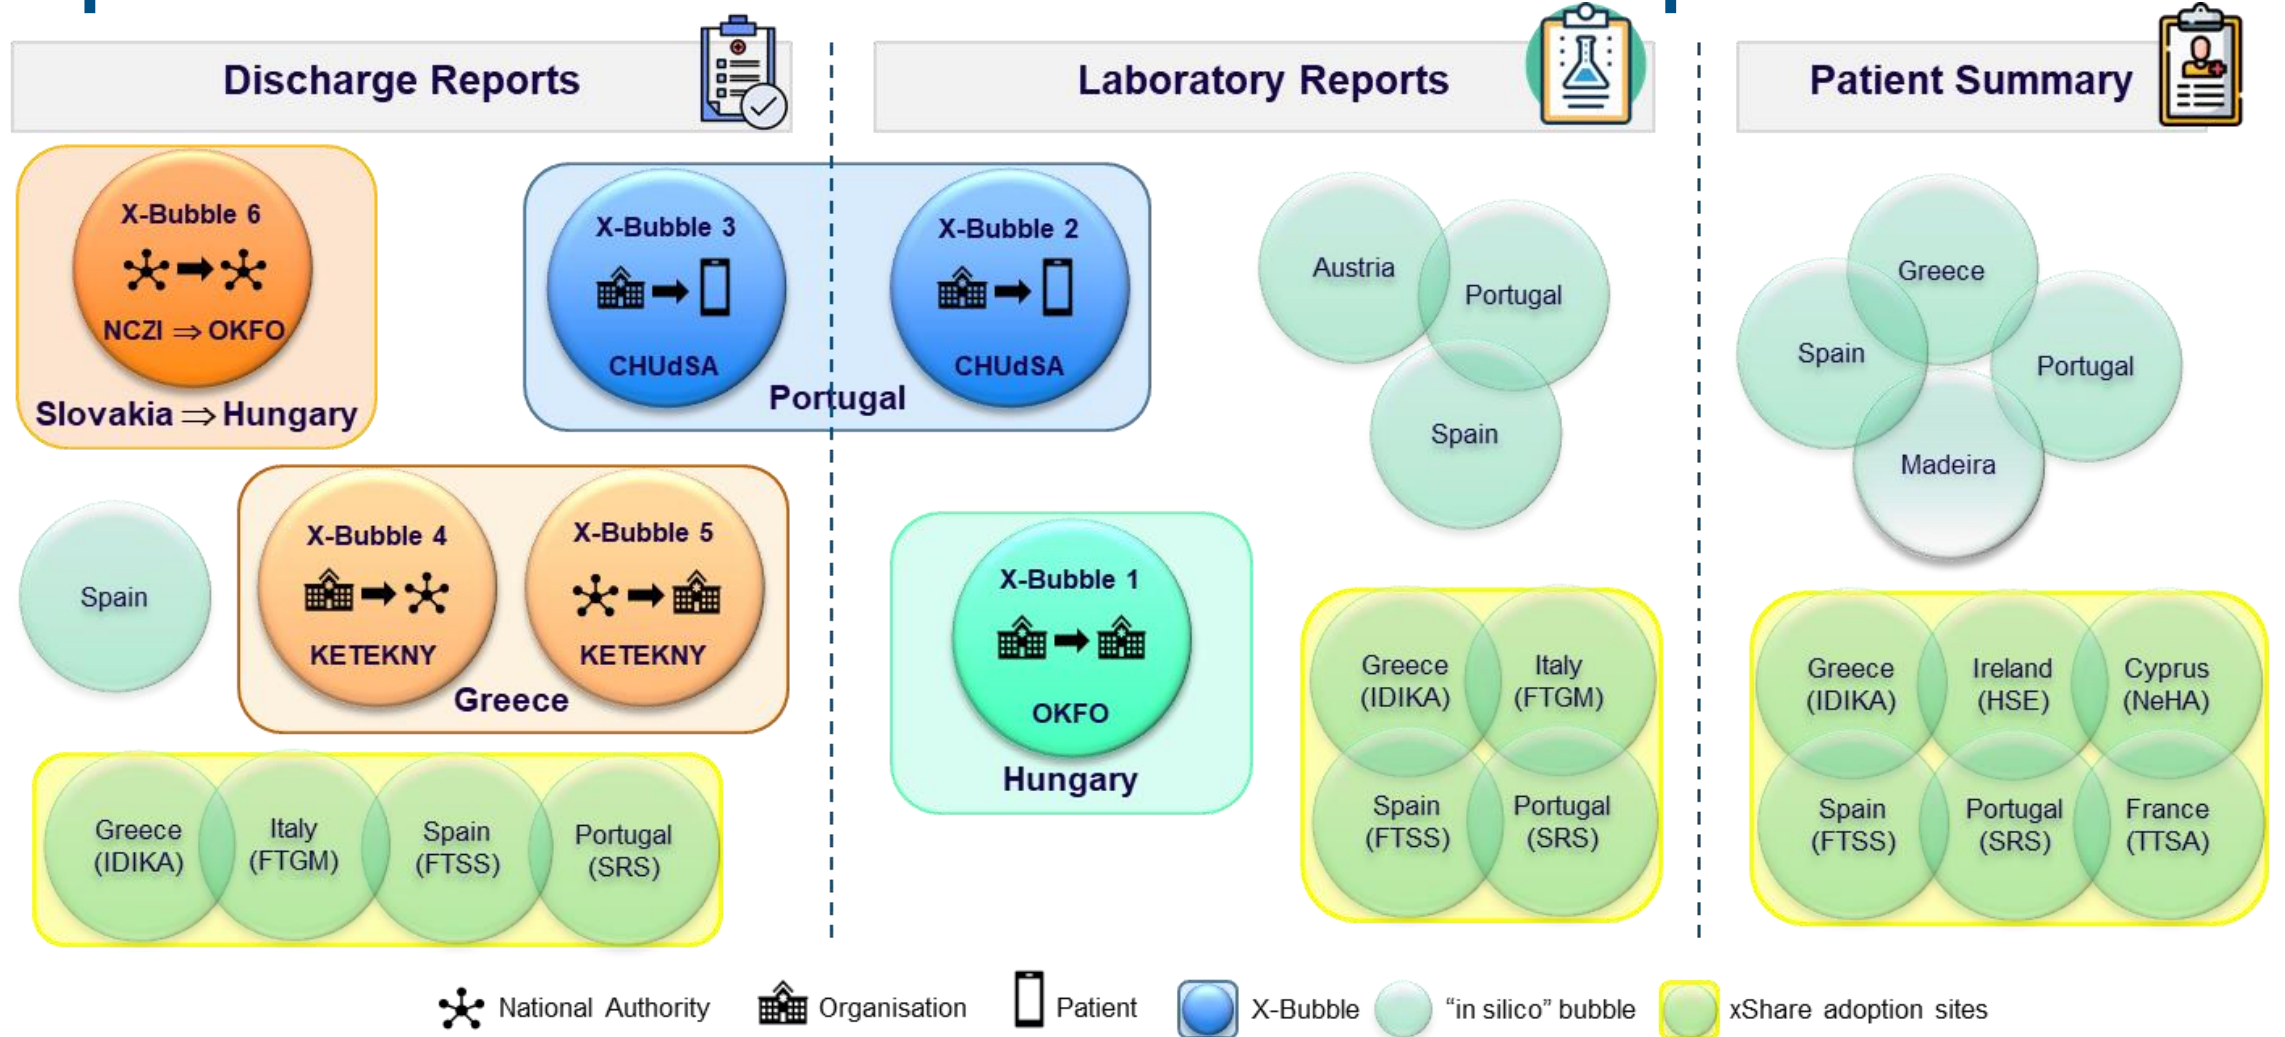 Discharge Reports
Laboratory Reports
Patient Summary
X-Bubble 6
NCZI ⇒ OKFO
Slovakia ⇒ Hungary
X-Bubble 3
CHUdSA
X-Bubble 2
CHUdSA
Portugal
Spain
X-Bubble 4
KETEKNY
X-Bubble 5
KETEKNY
Greece
Greece
(IDIKA)
Italy
(FTGM)
Spain
(FTSS)
Portugal
(SRS)
Austria
Portugal
Spain
X-Bubble 1
OKFO
Hungary
Greece
(IDIKA)
Italy
(FTGM)
Spain
(FTSS)
Portugal
(SRS)
Greece
Spain
Portugal
Madeira
Greece
(IDIKA)
Ireland
(HSE)
Cyprus
(NeHA)
Spain
(FTSS)
Portugal
(SRS)
France
(TTSA)
National Authority
Organisation
Patient
X-Bubble
“in silico” bubble
xShare adoption sites